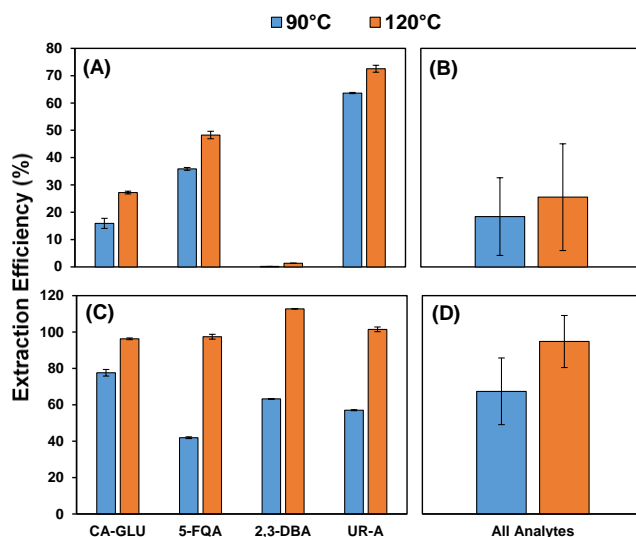 90°C 120°C
Extraction Efficiency (%)
(A)
80
70
60
50
40
30
20
10
0
(B)
(C)
120
100
80
60
40
20
0
CA-GLU 5-FQA 2,3-DBA UR-A
(D)
All Analytes